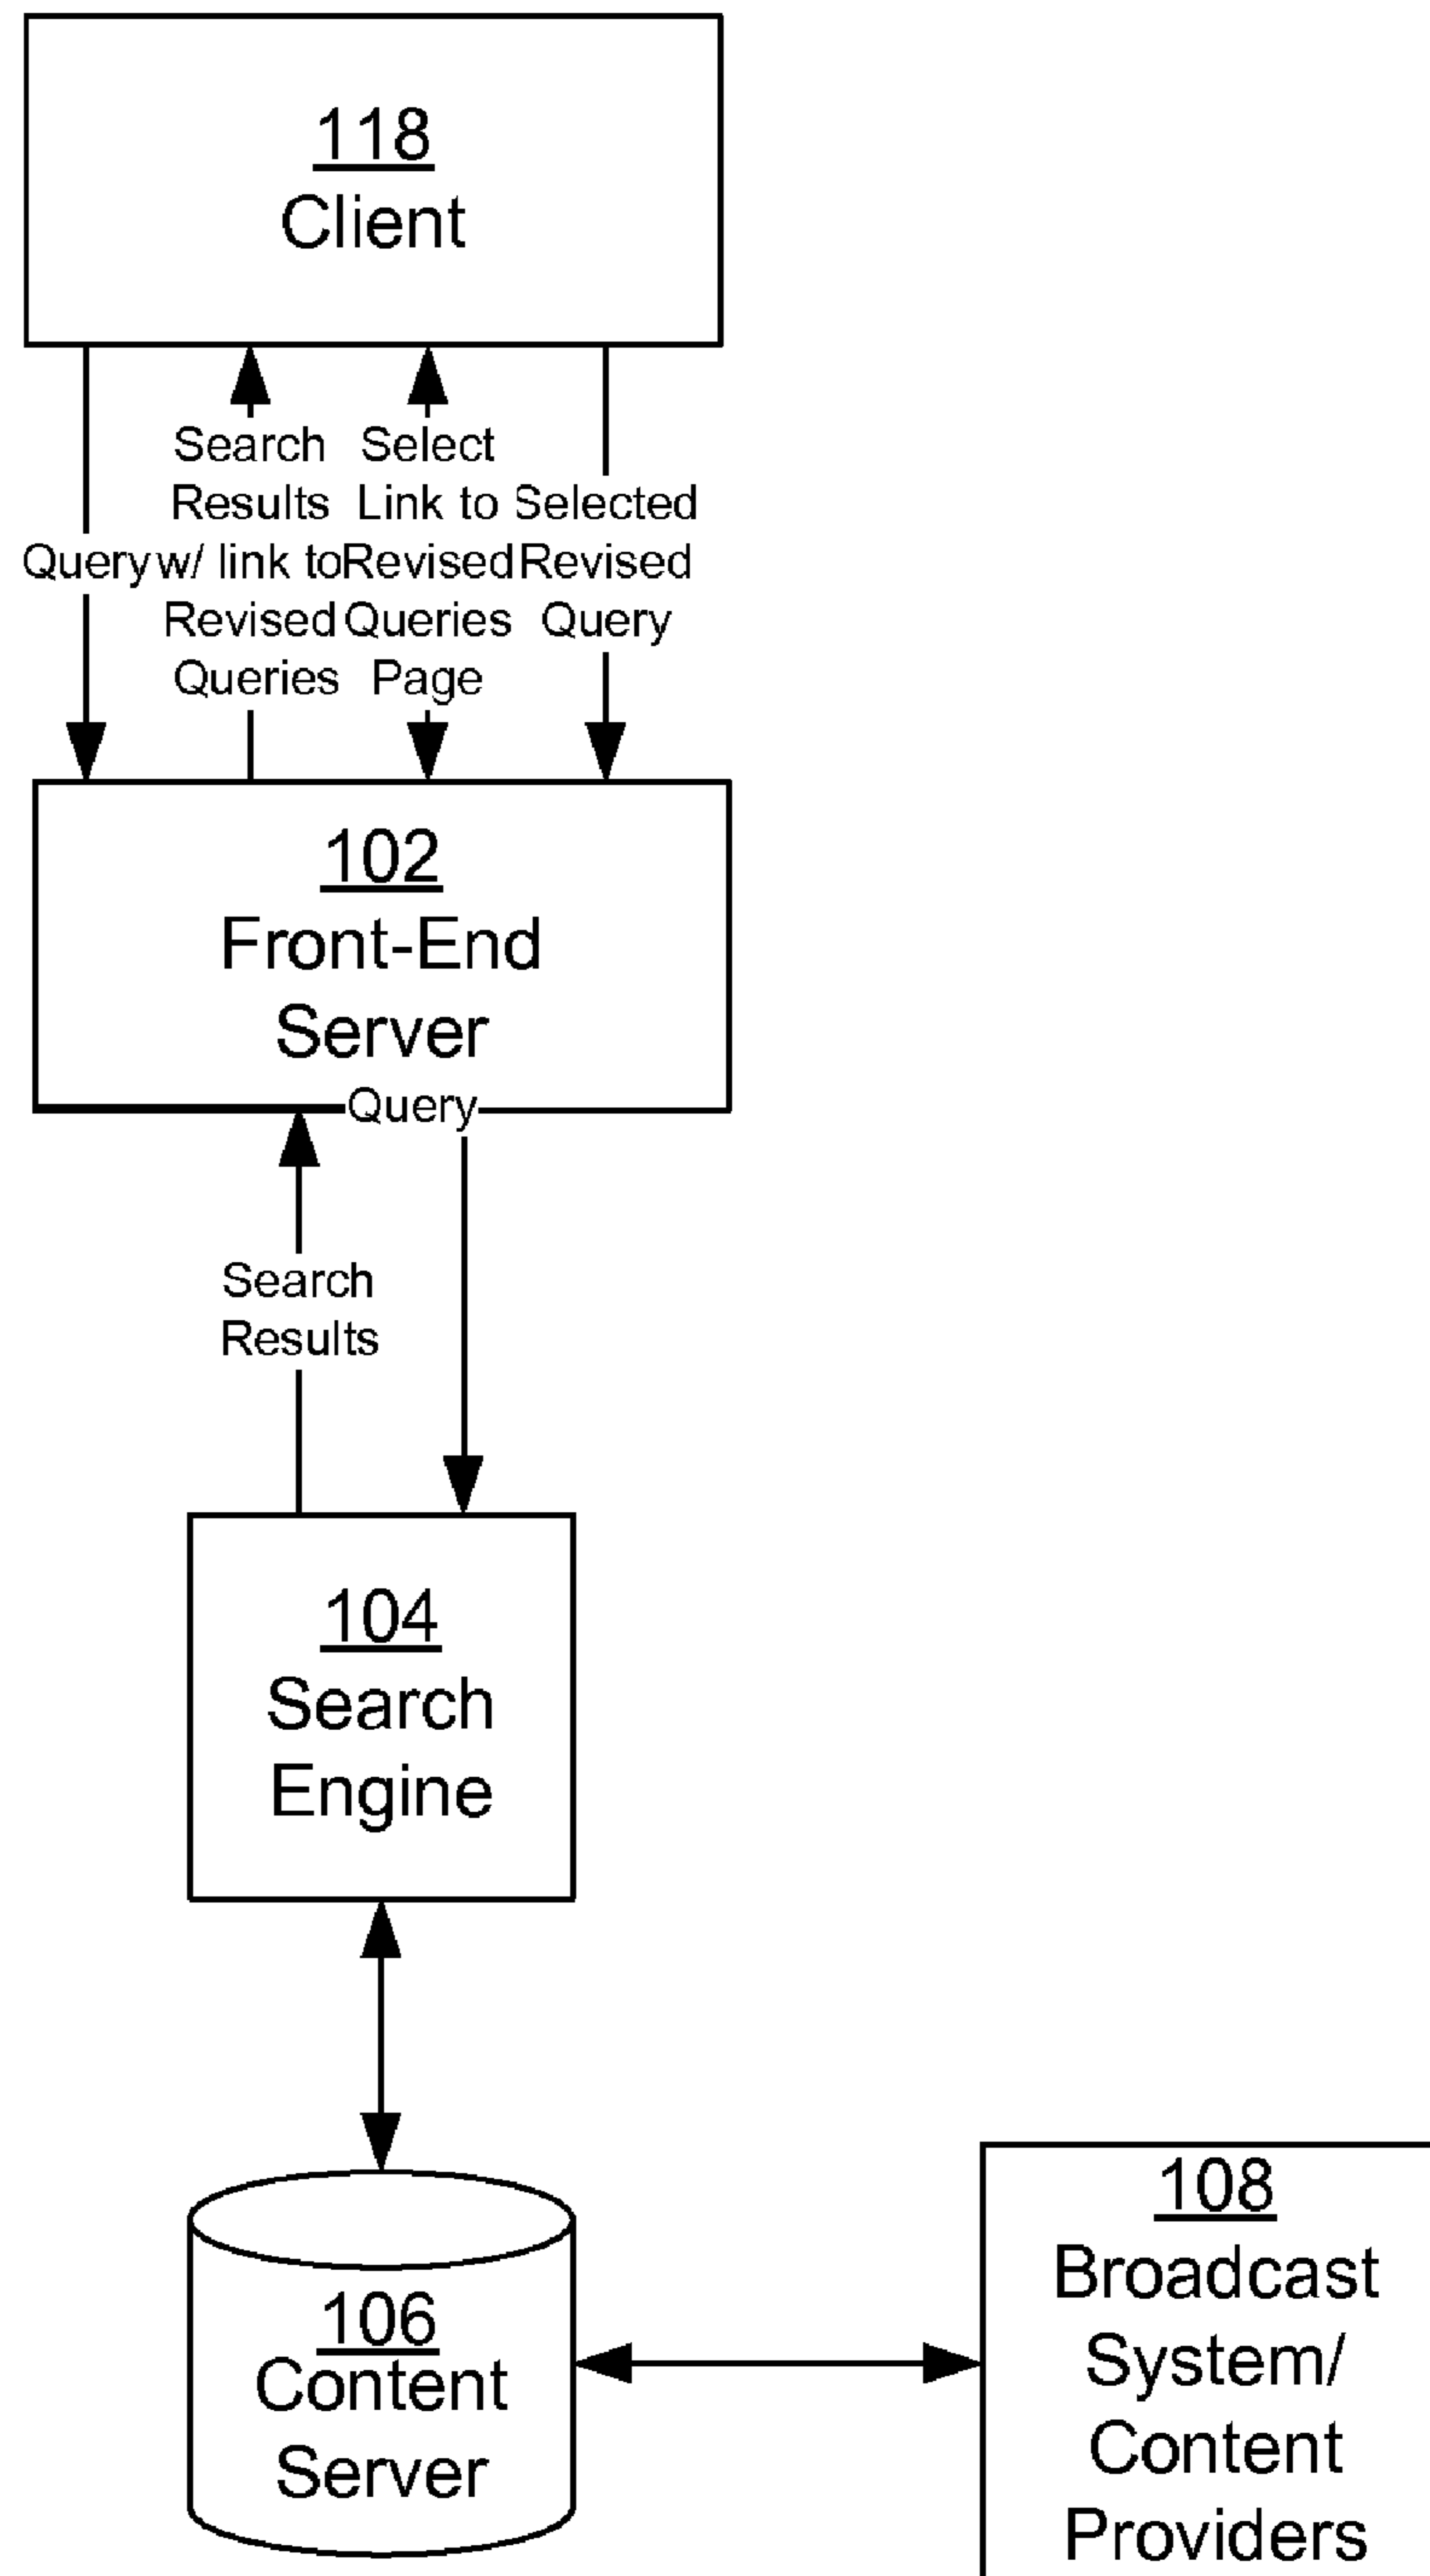 118
Client
Query
Search
Results
w/ link to
Revised
Queries
Select
Link to
Revised
Queries
Page
Selected
Revised
Query
102
Front-End
Server
Query
Search
Results
104
Search
Engine
106
Content
Server
108
Broadcast
System/
Content
Providers